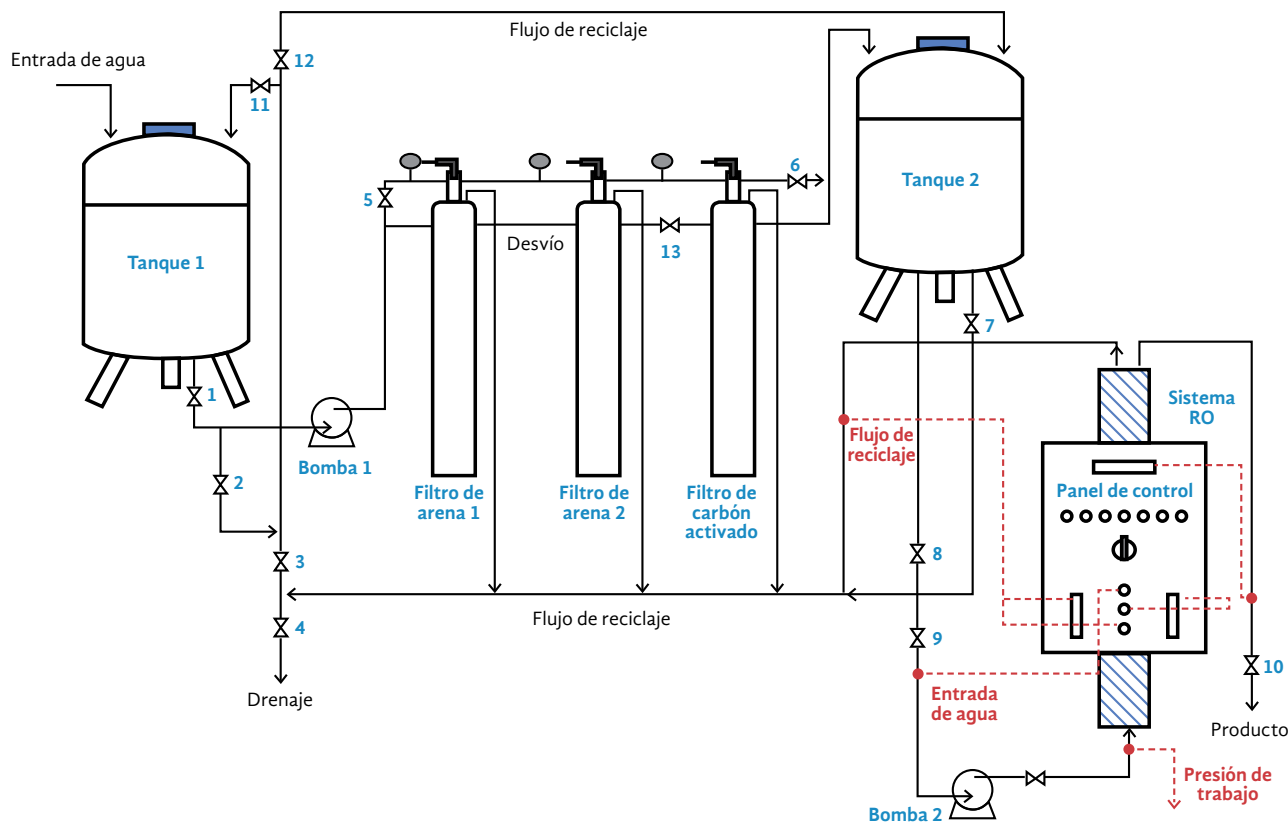 Flujo de reciclaje
Entrada de agua
12
11
Tanque 1
1
2
3
4
Drenaje
Bomba 1
5
6
Desvío
13
Filtro de
arena 1
Filtro de
arena 2
Filtro de
carbón
activado
Flujo de reciclaje
Tanque 2
7
8
9
Flujo de
reciclaje
Sistema
RO
Panel de control
Entrada
de agua
10
Producto
Presión de
trabajo
Bomba 2